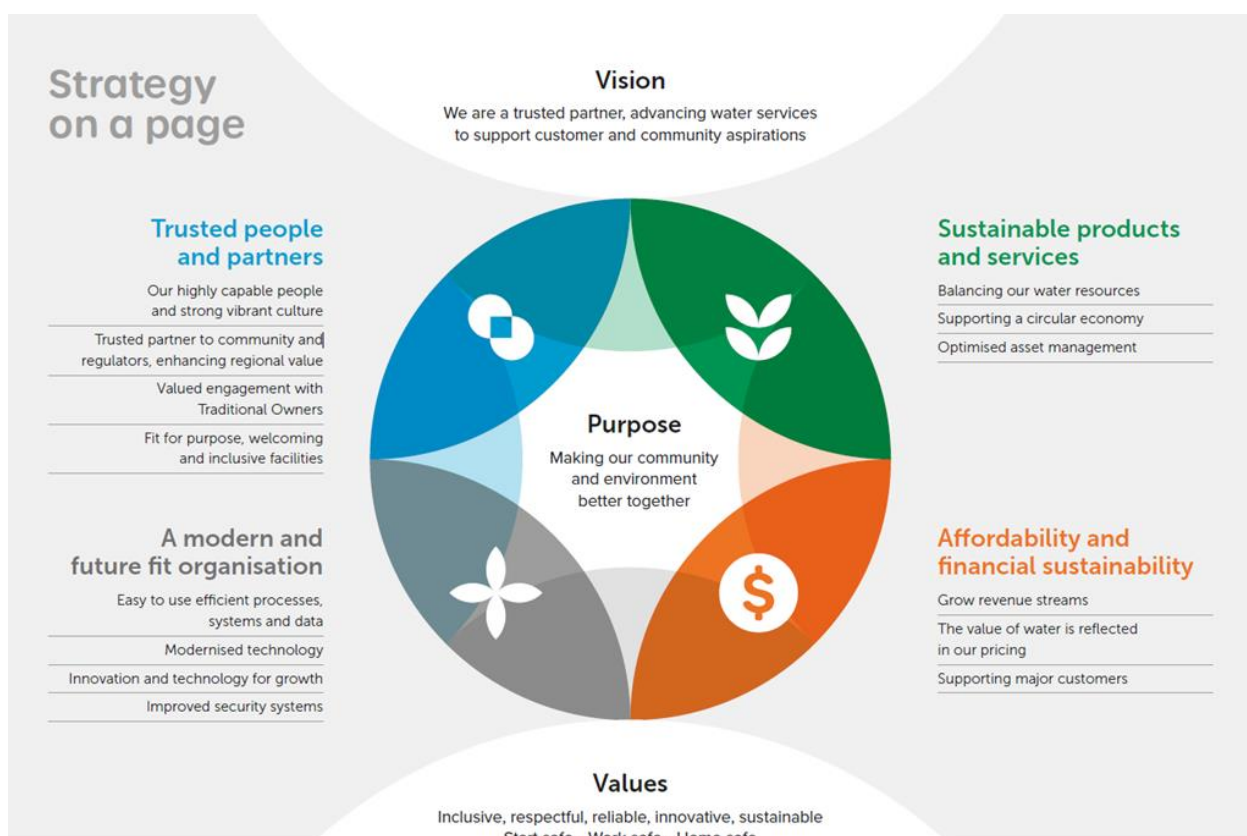 Strategy
on a page
Vision
We are a trusted partner, advancing water services
to support customer and community aspirations
Trusted people
and partners
Our highly capable people
and strong vibrant culture
Trusted partner to community and
regulators, enhancing regional value
Valued engagement with
Traditional Owners
Fit for purpose, welcoming
and inclusive facilities
Sustainable products
and services
Balancing our water resources
Supporting a circular economy
Optimised asset management
Purpose
Making our community
and environment
better together
A modern and
future fit organisation
Easy to use efficient processes,
systems and data
Modernised technology
Innovation and technology for growth
Improved security systems
$
Affordability and
financial sustainability
Grow revenue streams
The value of water is reflected
in our pricing
Supporting major customers
Values
Inclusive, respectful, reliable, innovative, sustainable
Start safe Work safe Home safe